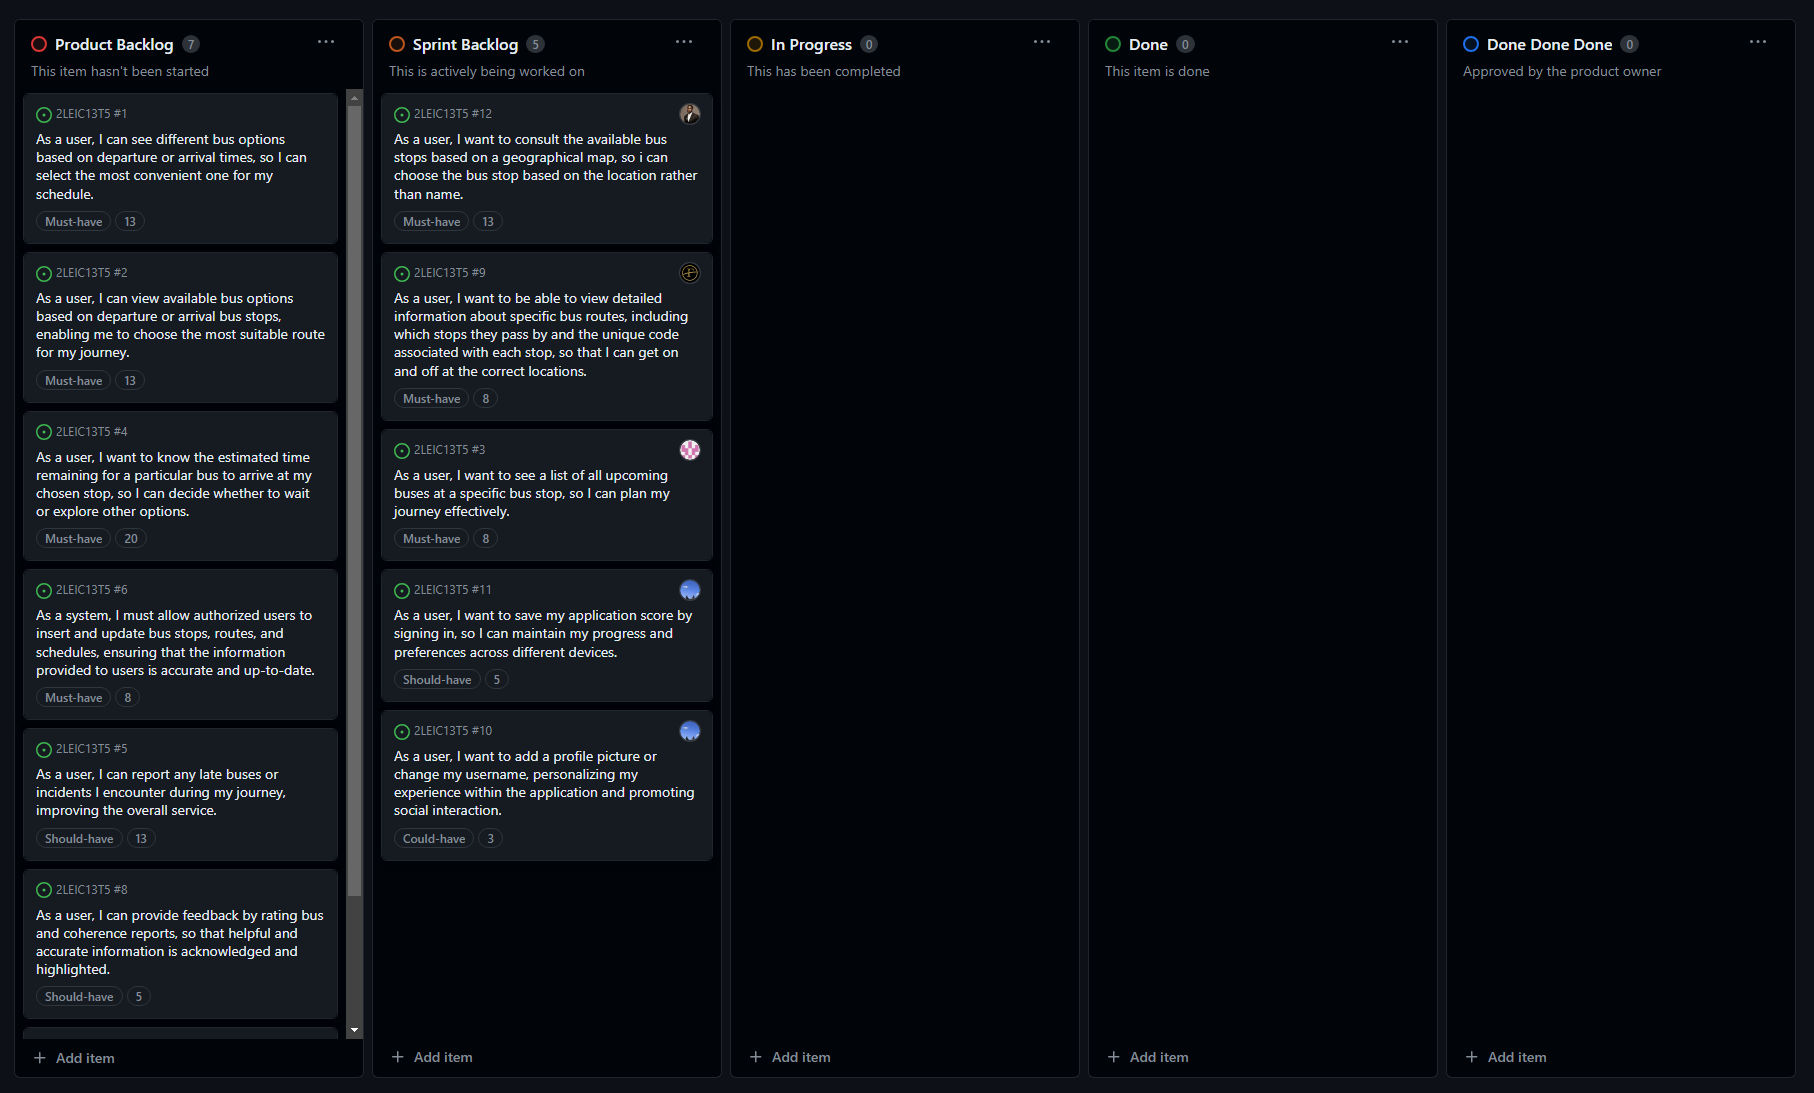 Product Backlog 7
This item hasn't been started
2LEIC13T5 #1
As a user, I can see different bus options
based on departure or arrival times, so I can
select the most convenient one for my
schedule.
Must-have 13
2LEIC13T5 #2
As a user, I can view available bus options
based on departure or arrival bus stops,
enabling me to choose the most suitable route
for my journey.
Must-have 13
2LEIC13T5 #4
As a user, I want to know the estimated time
remaining for a particular bus to arrive at my
chosen stop, so I can decide whether to wait
or explore other options.
Must-have 20
2LEIC13T5 #6
As a system, I must allow authorized users to
insert and update bus stops, routes, and
schedules, ensuring that the information
provided to users is accurate and up-to-date.
Must-have 8
2LEIC13T5 #5
As a user, I can report any late buses or
incidents I encounter during my journey,
improving the overall service.
Should-have 13
2LEIC13T5 #8
As a user, I can provide feedback by rating bus
and coherence reports, so that helpful and
accurate information is acknowledged and
highlighted.
Should-have 5
+ Add item
Sprint Backlog 5
This is actively being worked on
2LEIC13T5 #12
As a user, I want to consult the available bus
stops based on a geographical map, so i can
choose the bus stop based on the location rather
than name.
Must-have 13
2LEIC13T5 #9
As a user, I want to be able to view detailed
information about specific bus routes, including
which stops they pass by and the unique code
associated with each stop, so that I can get on
and off at the correct locations.
Must-have 8
2LEIC13T5 #3
As a user, I want to see a list of all upcoming
buses at a specific bus stop, so I can plan my
journey effectively.
Must-have 8
2LEIC13T5 #11
As a user, I want to save my application score by
signing in, so I can maintain my progress and
preferences across different devices.
Should-have 5
2LEIC13T5 #10
As a user, I want to add a profile picture or
change my username, personalizing my
experience within the application and promoting
social interaction.
Could-have 3
+ Add item
In Progress 0
This has been completed
+ Add item
Done 0
This item is done
+ Add item
Done Done Done 0
Approved by the product owner
+ Add item